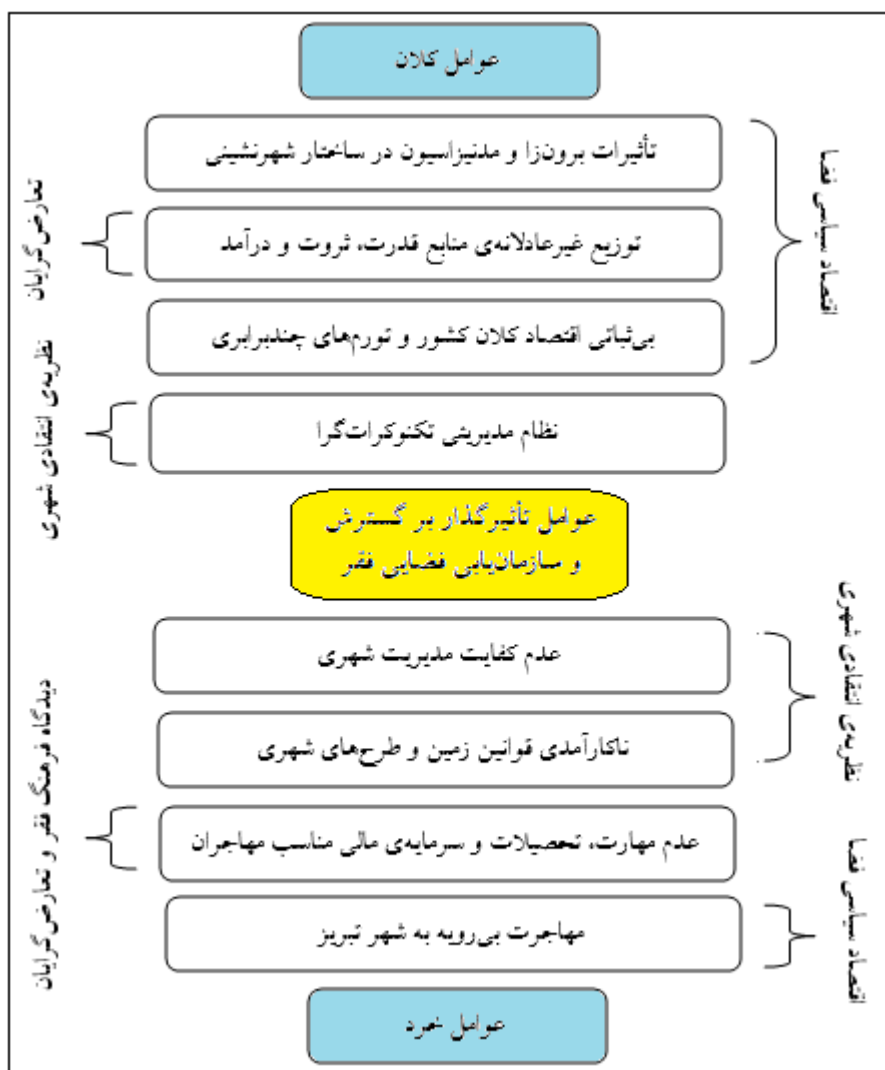 عوامل کلان
اقتصاد سیاسی فضا
تأثیرات برون‌زا و مدنیزاسیون در ساختار شهرنشینی
توزیع غیرعادلانه‌ی منابع قدرت، ثروت و درآمد
تعارض‌گرایان
بی‌ثباتی اقتصاد کلان کشور و تورم‌های چندبرابری
نظام مدیریتی تکنوکرات‌گرا
نظریه‌ی انتقادی شهری
عوامل تأثیرگذار بر گسترش
و سازمان‌یابی فضایی فقر
نظریه‌ی انتقادی شهری
عدم کفایت مدیریت شهری
ناکارآمدی قوانین زمین و طرح‌های شهری
عدم مهارت، تحصیلات و سرمایه‌ی مالی مناسب مهاجران
دیدگاه فرهنگ فقر و تعارض‌گرایان
اقتصاد سیاسی فضا
مهاجرت بی‌رویه به شهر تبریز
عوامل خرد